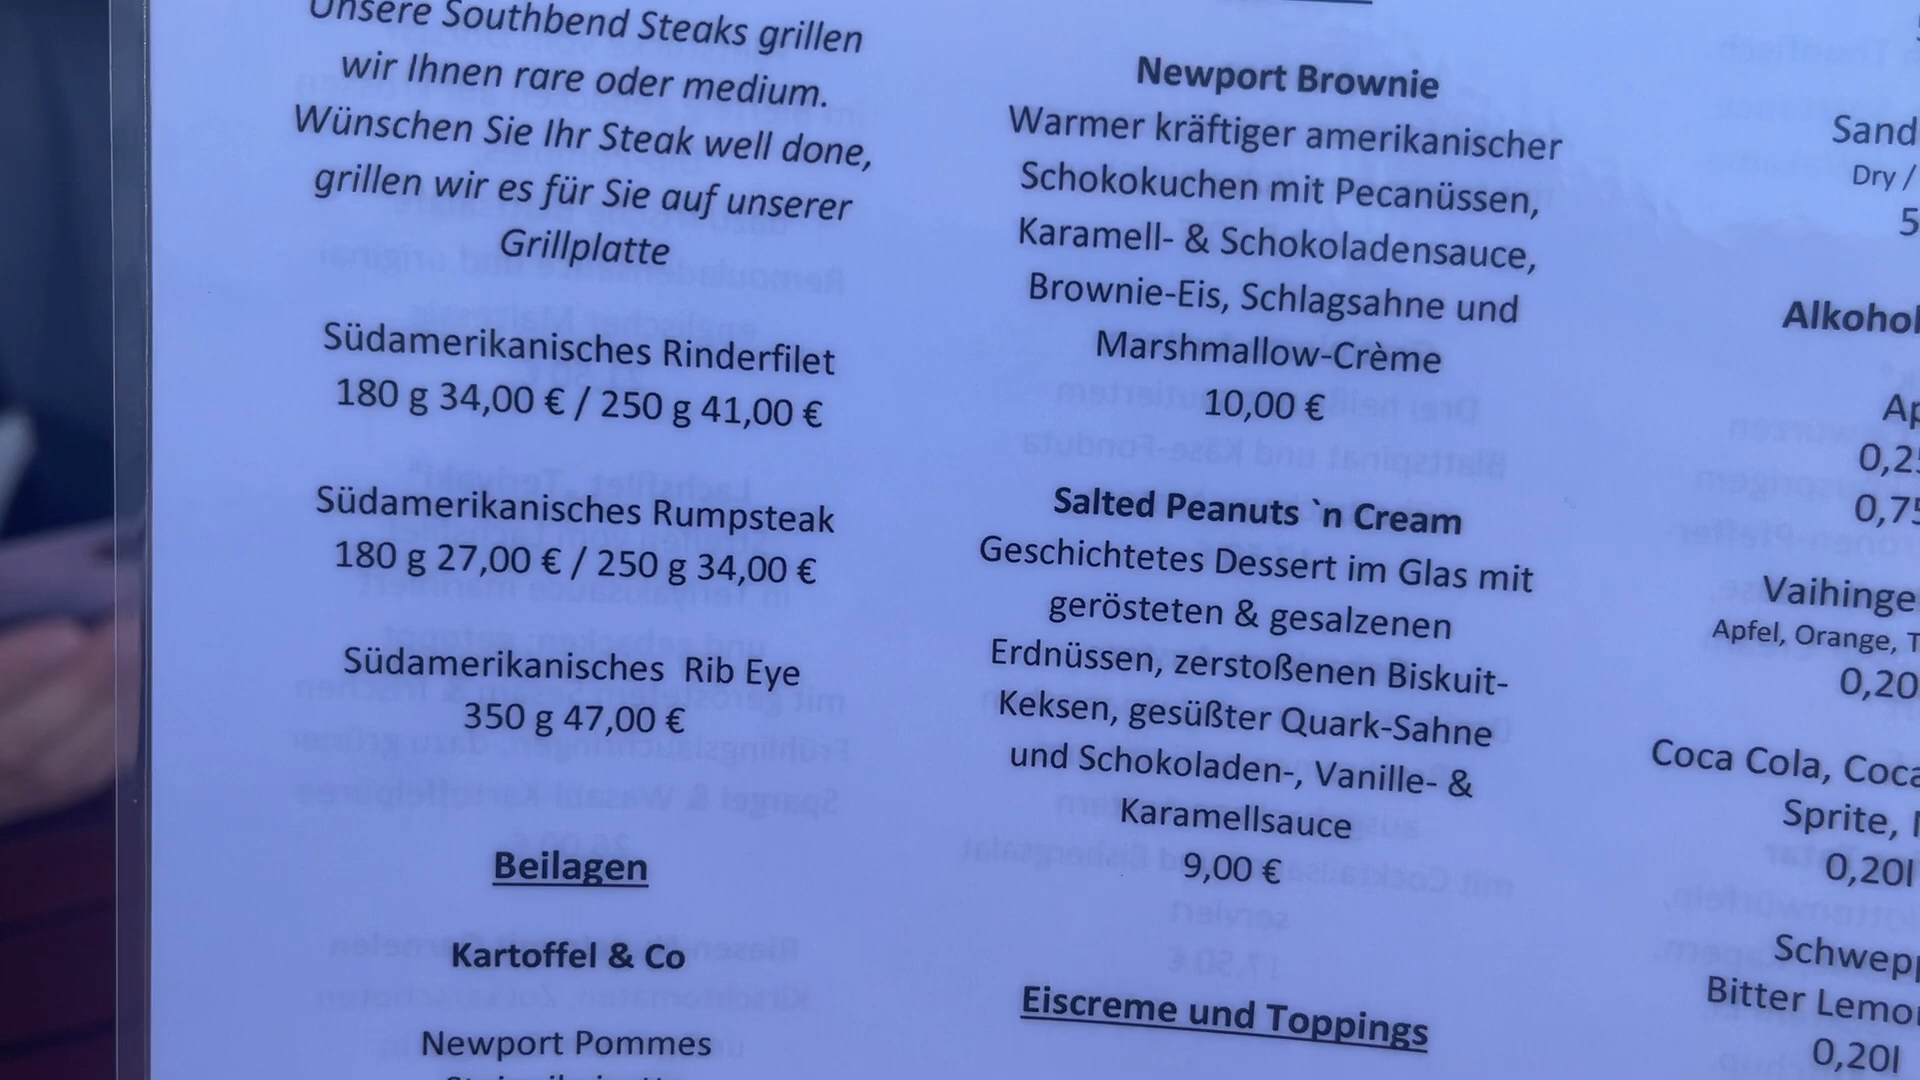 Unsere Southbend Steaks grillen
wir Ihnen rare oder medium.
Wünschen Sie Ihr Steak well done,
grillen wir es für Sie auf unserer
Grillplatte
Südamerikanisches Rinderfilet
180 g 34,00 € / 250 g 41,00 €
Südamerikanisches Rumpsteak
180 g 27,00 € / 250 g 34,00 €
Südamerikanisches Rib Eye
350 g 47,00 €
Beilagen
Kartoffel & Co
Newport Pommes
Newport Brownie
Warmer kräftiger amerikanischer
Schokokuchen mit Pecanüssen,
Karamell- & Schokoladensauce,
Brownie-Eis, Schlagsahne und
Marshmallow-Crème
10,00 €
Salted Peanuts `n Cream
Geschichtetes Dessert im Glas mit
gerösteten & gesalzenen
Erdnüssen, zerstoßenen Biskuit-
Keksen, gesüßter Quark-Sahne
und Schokoladen-, Vanille- &
Karamellsauce
9,00 €
Eiscreme und Toppings
Sand
Dry /
5
Alkohol
Ap
0,25
0,75
Vaihinge
Apfel, Orange, T
0,20
Coca Cola, Coca
Sprite,
0,20l
Schwepp
Bitter Lemo
0,20l